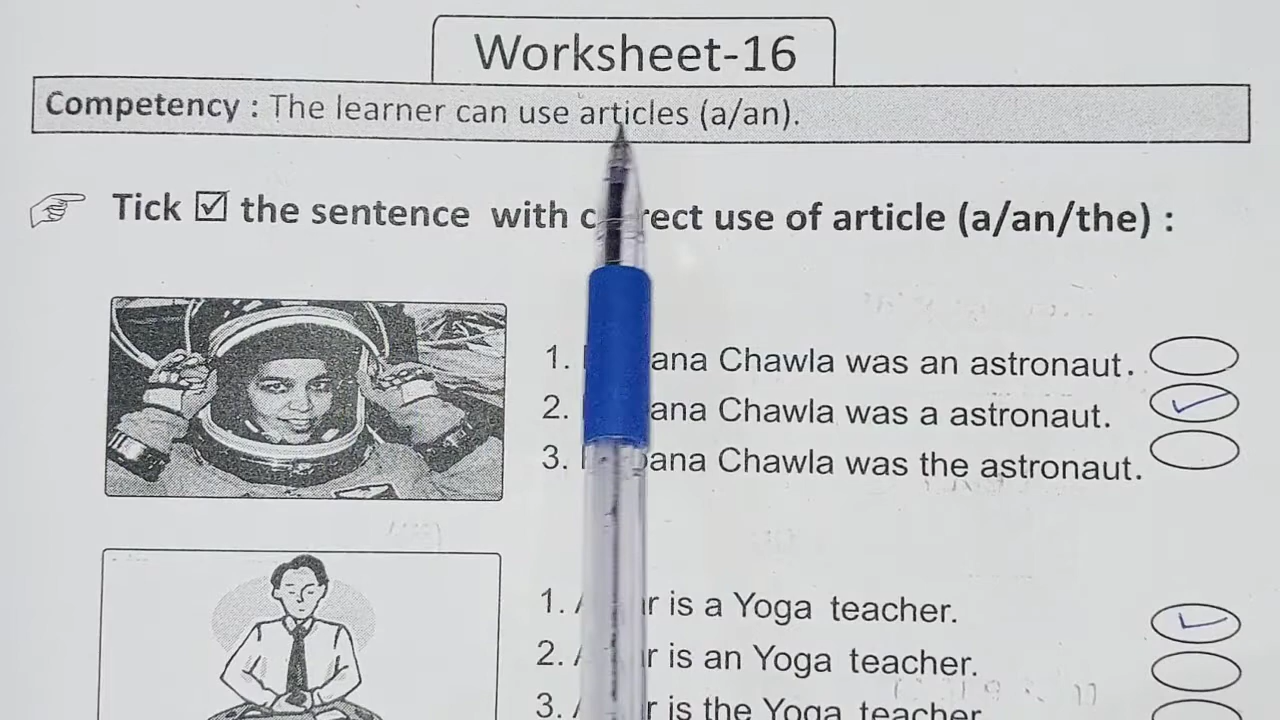 Worksheet-16
Competency : The learner can use articles (a/an).
Tick ☑ the sentence with correct use of article (a/an/the) :
1. ana Chawla was an astronaut.
2. ana Chawla was a astronaut.
3. pana Chawla was the astronaut.
1. r is a Yoga teacher.
2. r is an Yoga teacher.
3. r is the Yoga teacher